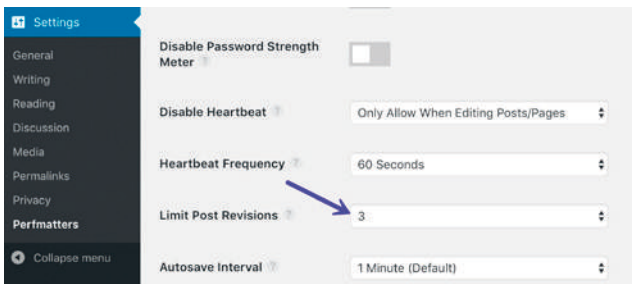 Settings
General
Writing
Reading
Discussion
Media
Permalinks
Privacy
Perfmatters
Collapse menu
Disable Password Strength
Meter ?
Disable Heartbeat ? Only Allow When Editing Posts/Pages
Heartbeat Frequency ? 60 Seconds
Limit Post Revisions ? 3
Autosave Interval ? 1 Minute (Default)